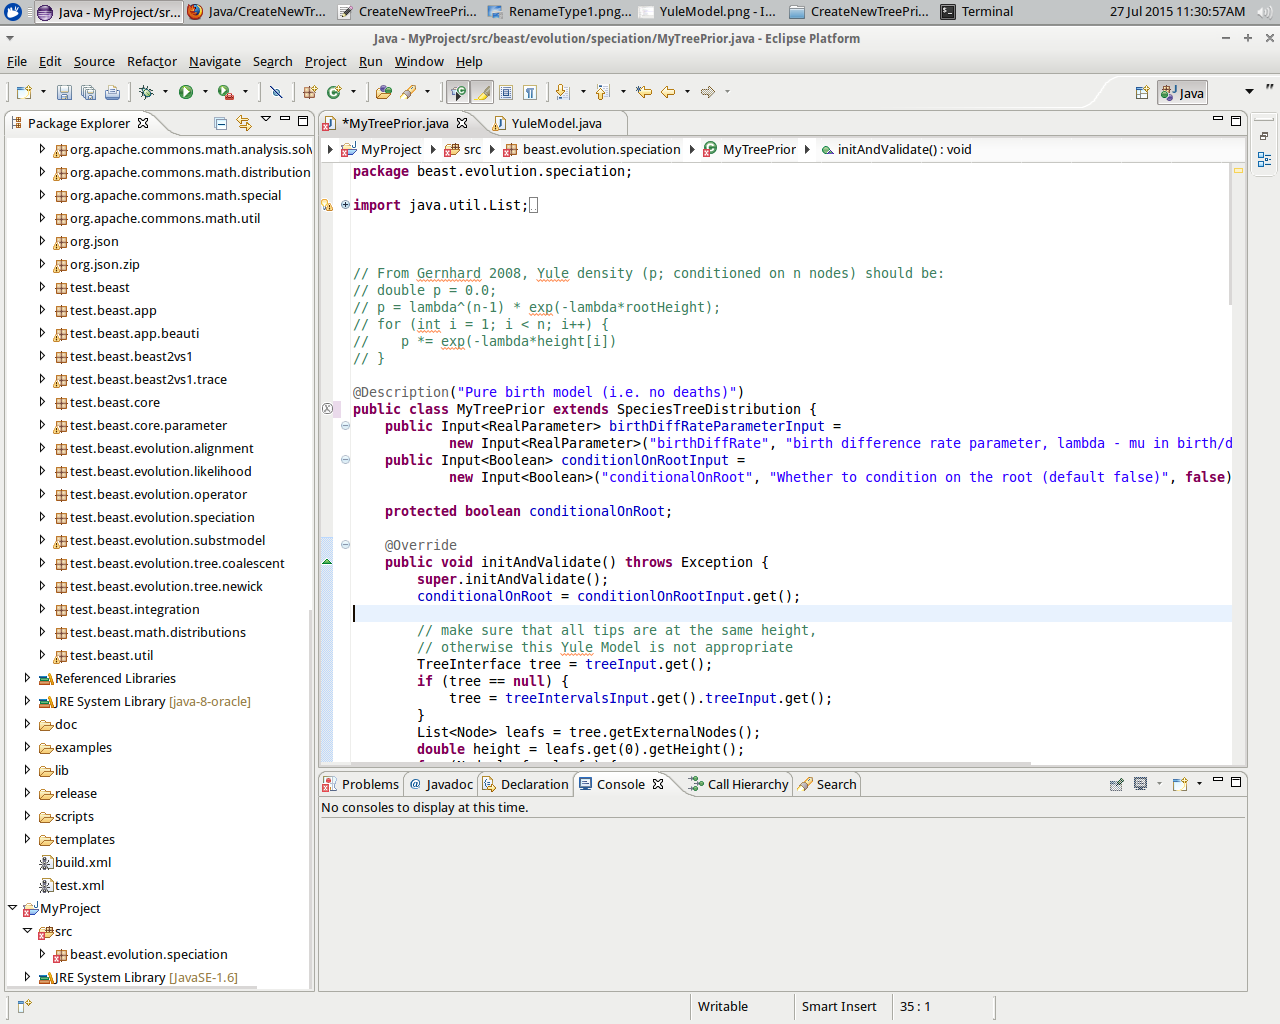 Java - MyProject/sr...
Java/CreateNewTr...
CreateNewTreePri...
RenameType1.png...
YuleModel.png - I...
CreateNewTreePri...
Terminal
27 Jul 2015 11:30:57AM
Java - MyProject/src/beast/evolution/speciation/MyTreePrior.java - Eclipse Platform
File Edit Source Refactor Navigate Search Project Run Window Help
Java
Package Explorer
org.apache.commons.math.analysis.solv
org.apache.commons.math.distribution
org.apache.commons.math.special
org.apache.commons.math.util
org.json
org.json.zip
test.beast
test.beast.app
test.beast.app.beauti
test.beast.beast2vs1
test.beast.beast2vs1.trace
test.beast.core
test.beast.core.parameter
test.beast.evolution.alignment
test.beast.evolution.likelihood
test.beast.evolution.operator
test.beast.evolution.speciation
test.beast.evolution.substmodel
test.beast.evolution.tree.coalescent
test.beast.evolution.tree.newick
test.beast.integration
test.beast.math.distributions
test.beast.util
Referenced Libraries
JRE System Library [java-8-oracle]
doc
examples
lib
release
scripts
templates
build.xml
test.xml
MyProject
src
beast.evolution.speciation
JRE System Library [JavaSE-1.6]
*MyTreePrior.java
YuleModel.java
MyProject src beast.evolution.speciation MyTreePrior initAndValidate() : void
package beast.evolution.speciation;
import java.util.List;
// From Gernhard 2008, Yule density (p; conditioned on n nodes) should be:
// double p = 0.0;
// p = lambda^(n-1) * exp(-lambda*rootHeight);
// for (int i = 1; i < n; i++) {
//    p *= exp(-lambda*height[i])
// }
@Description("Pure birth model (i.e. no deaths)")
public class MyTreePrior extends SpeciesTreeDistribution {
public Input<RealParameter> birthDiffRateParameterInput =
new Input<RealParameter>("birthDiffRate", "birth difference rate parameter, lambda - mu in birth/d
public Input<Boolean> conditionlOnRootInput =
new Input<Boolean>("conditionalOnRoot", "Whether to condition on the root (default false)", false)
protected boolean conditionalOnRoot;
@Override
public void initAndValidate() throws Exception {
super.initAndValidate();
conditionalOnRoot = conditionlOnRootInput.get();
// make sure that all tips are at the same height,
// otherwise this Yule Model is not appropriate
TreeInterface tree = treeInput.get();
if (tree == null) {
tree = treeIntervalsInput.get().treeInput.get();
}
List<Node> leafs = tree.getExternalNodes();
double height = leafs.get(0).getHeight();
Problems Javadoc Declaration Console Call Hierarchy Search
No consoles to display at this time.
Writable Smart Insert 35 : 1